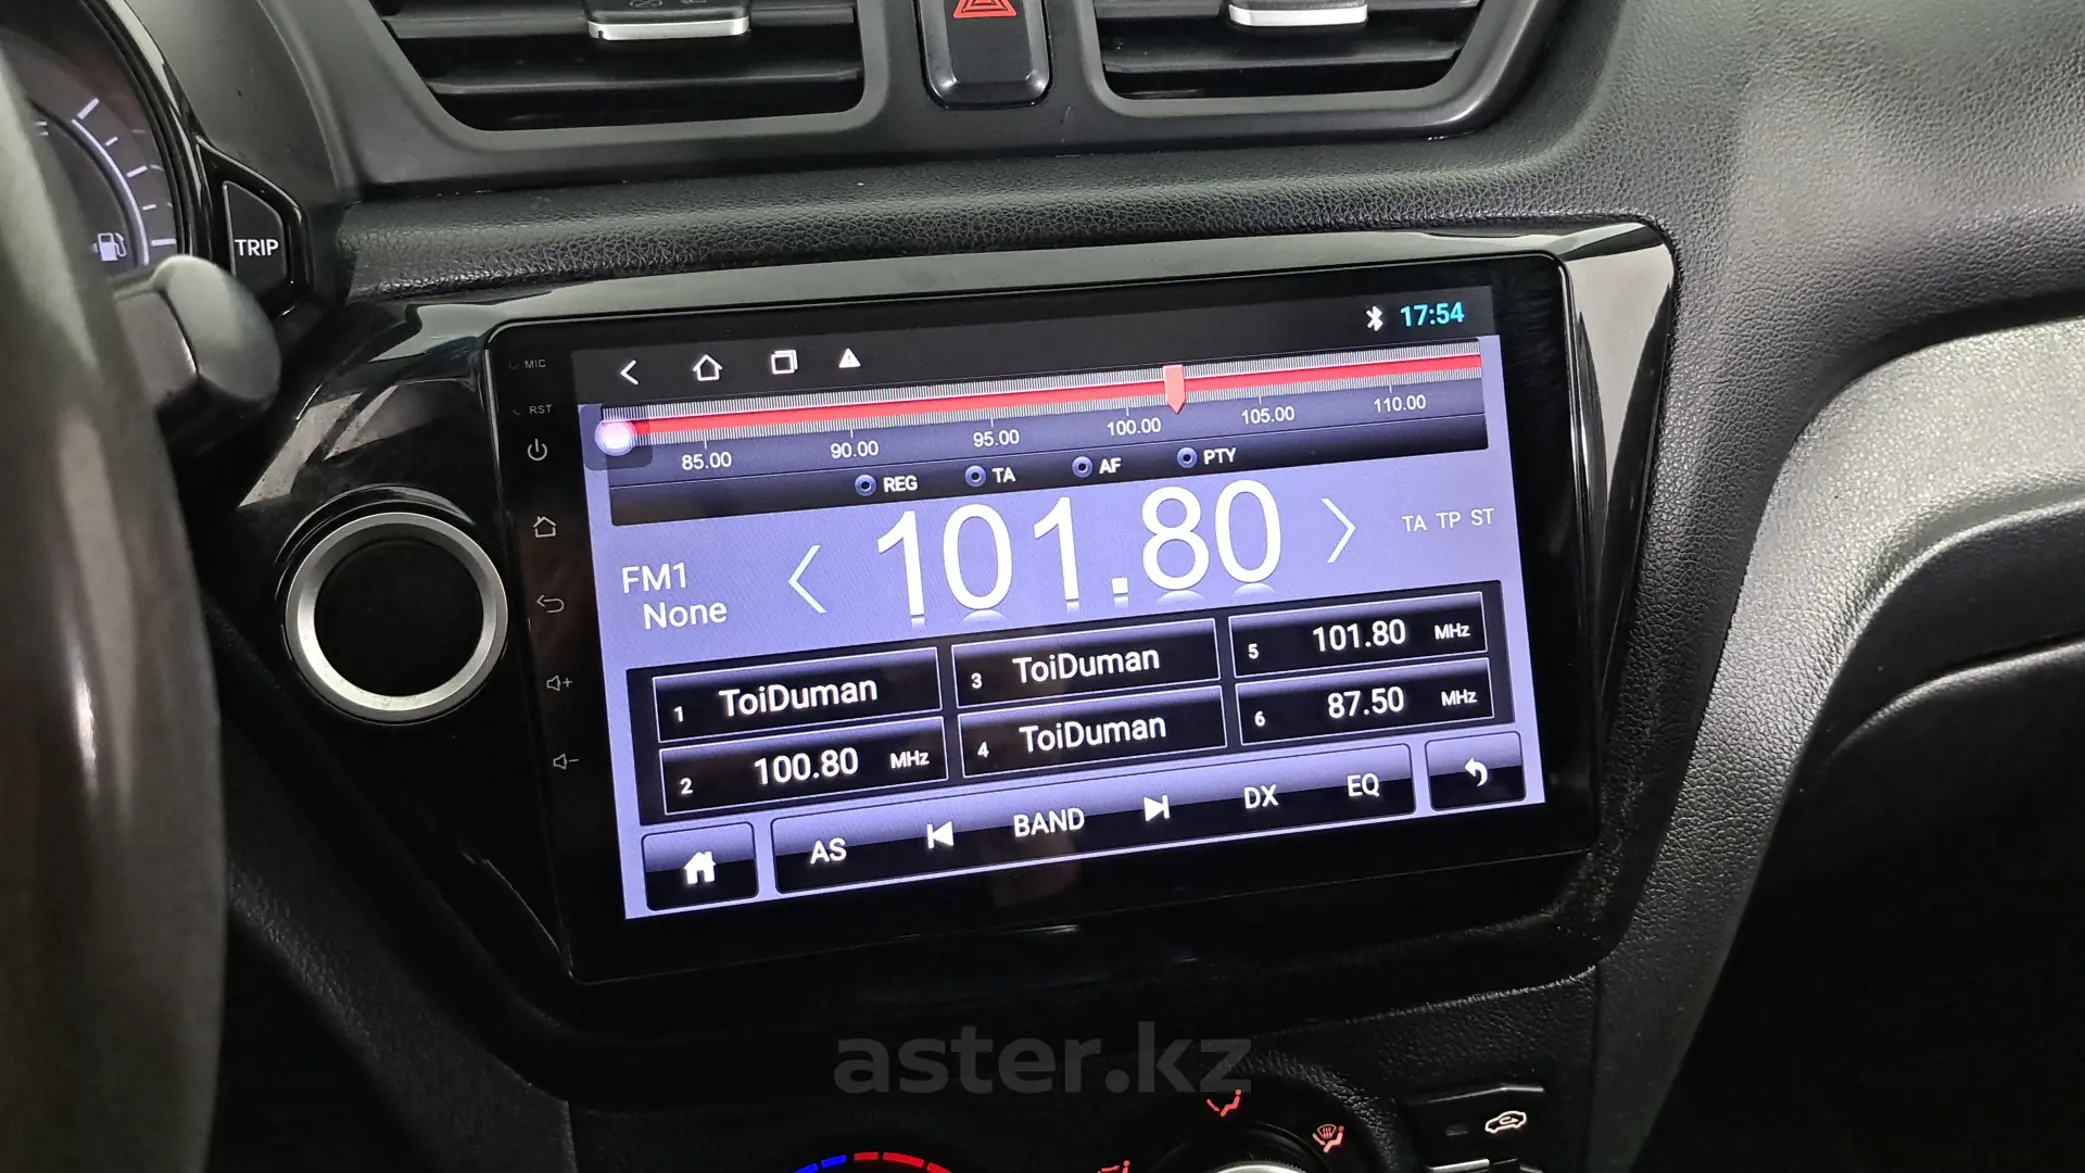 TRIP
MIC
17:54
RST
85.00 90.00 95.00 100.00 105.00 110.00
REG TA AF PTY
FM1
None
101.80
TA TP ST
1 ToiDuman
3 ToiDuman
5 101.80 MHz
2 100.80 MHz
4 ToiDuman
6 87.50 MHz
AS BAND DX EQ
aster.kz